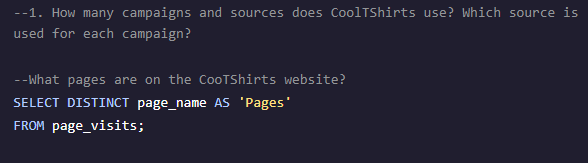 --1. How many campaigns and sources does CoolTShirts use? Which source is
used for each campaign?
--What pages are on the CooTShirts website?
SELECT DISTINCT page_name AS 'Pages'
FROM page_visits;